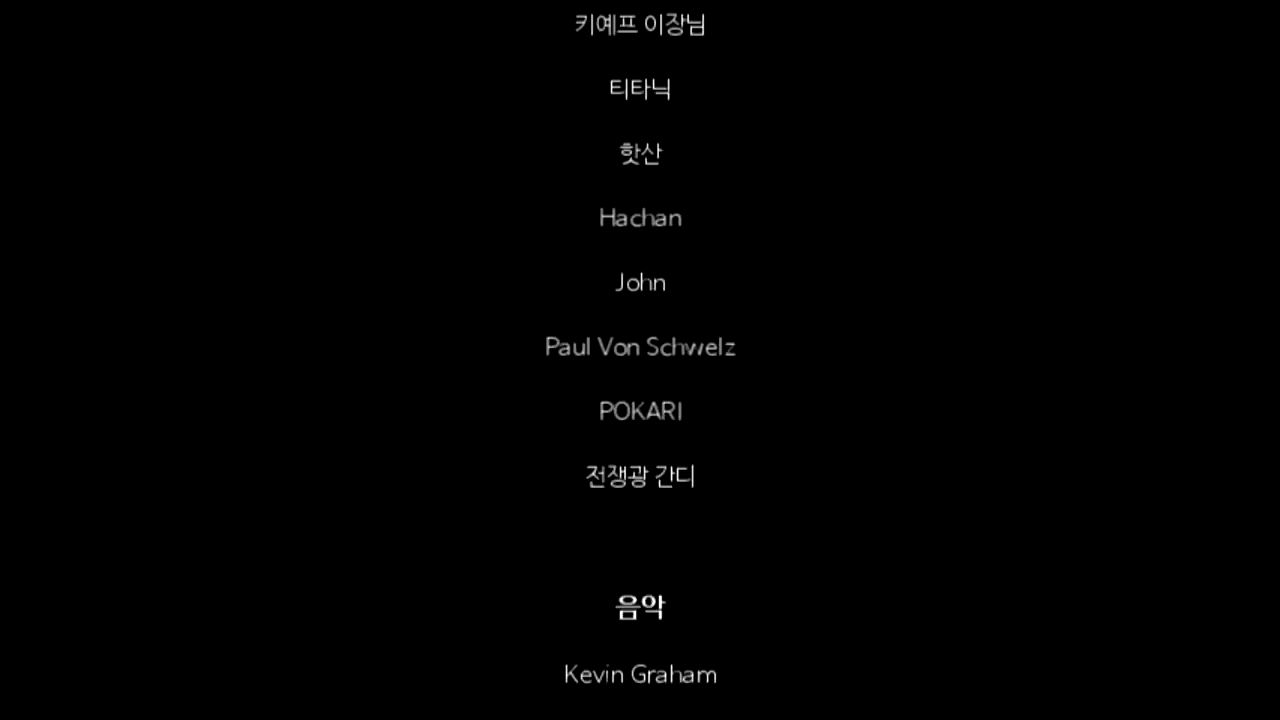 키예프 이장님
티타닉
핫산
Hachan
John
Paul Von Schwelz
POKARI
전쟁광 간디
음악
Kevin Graham